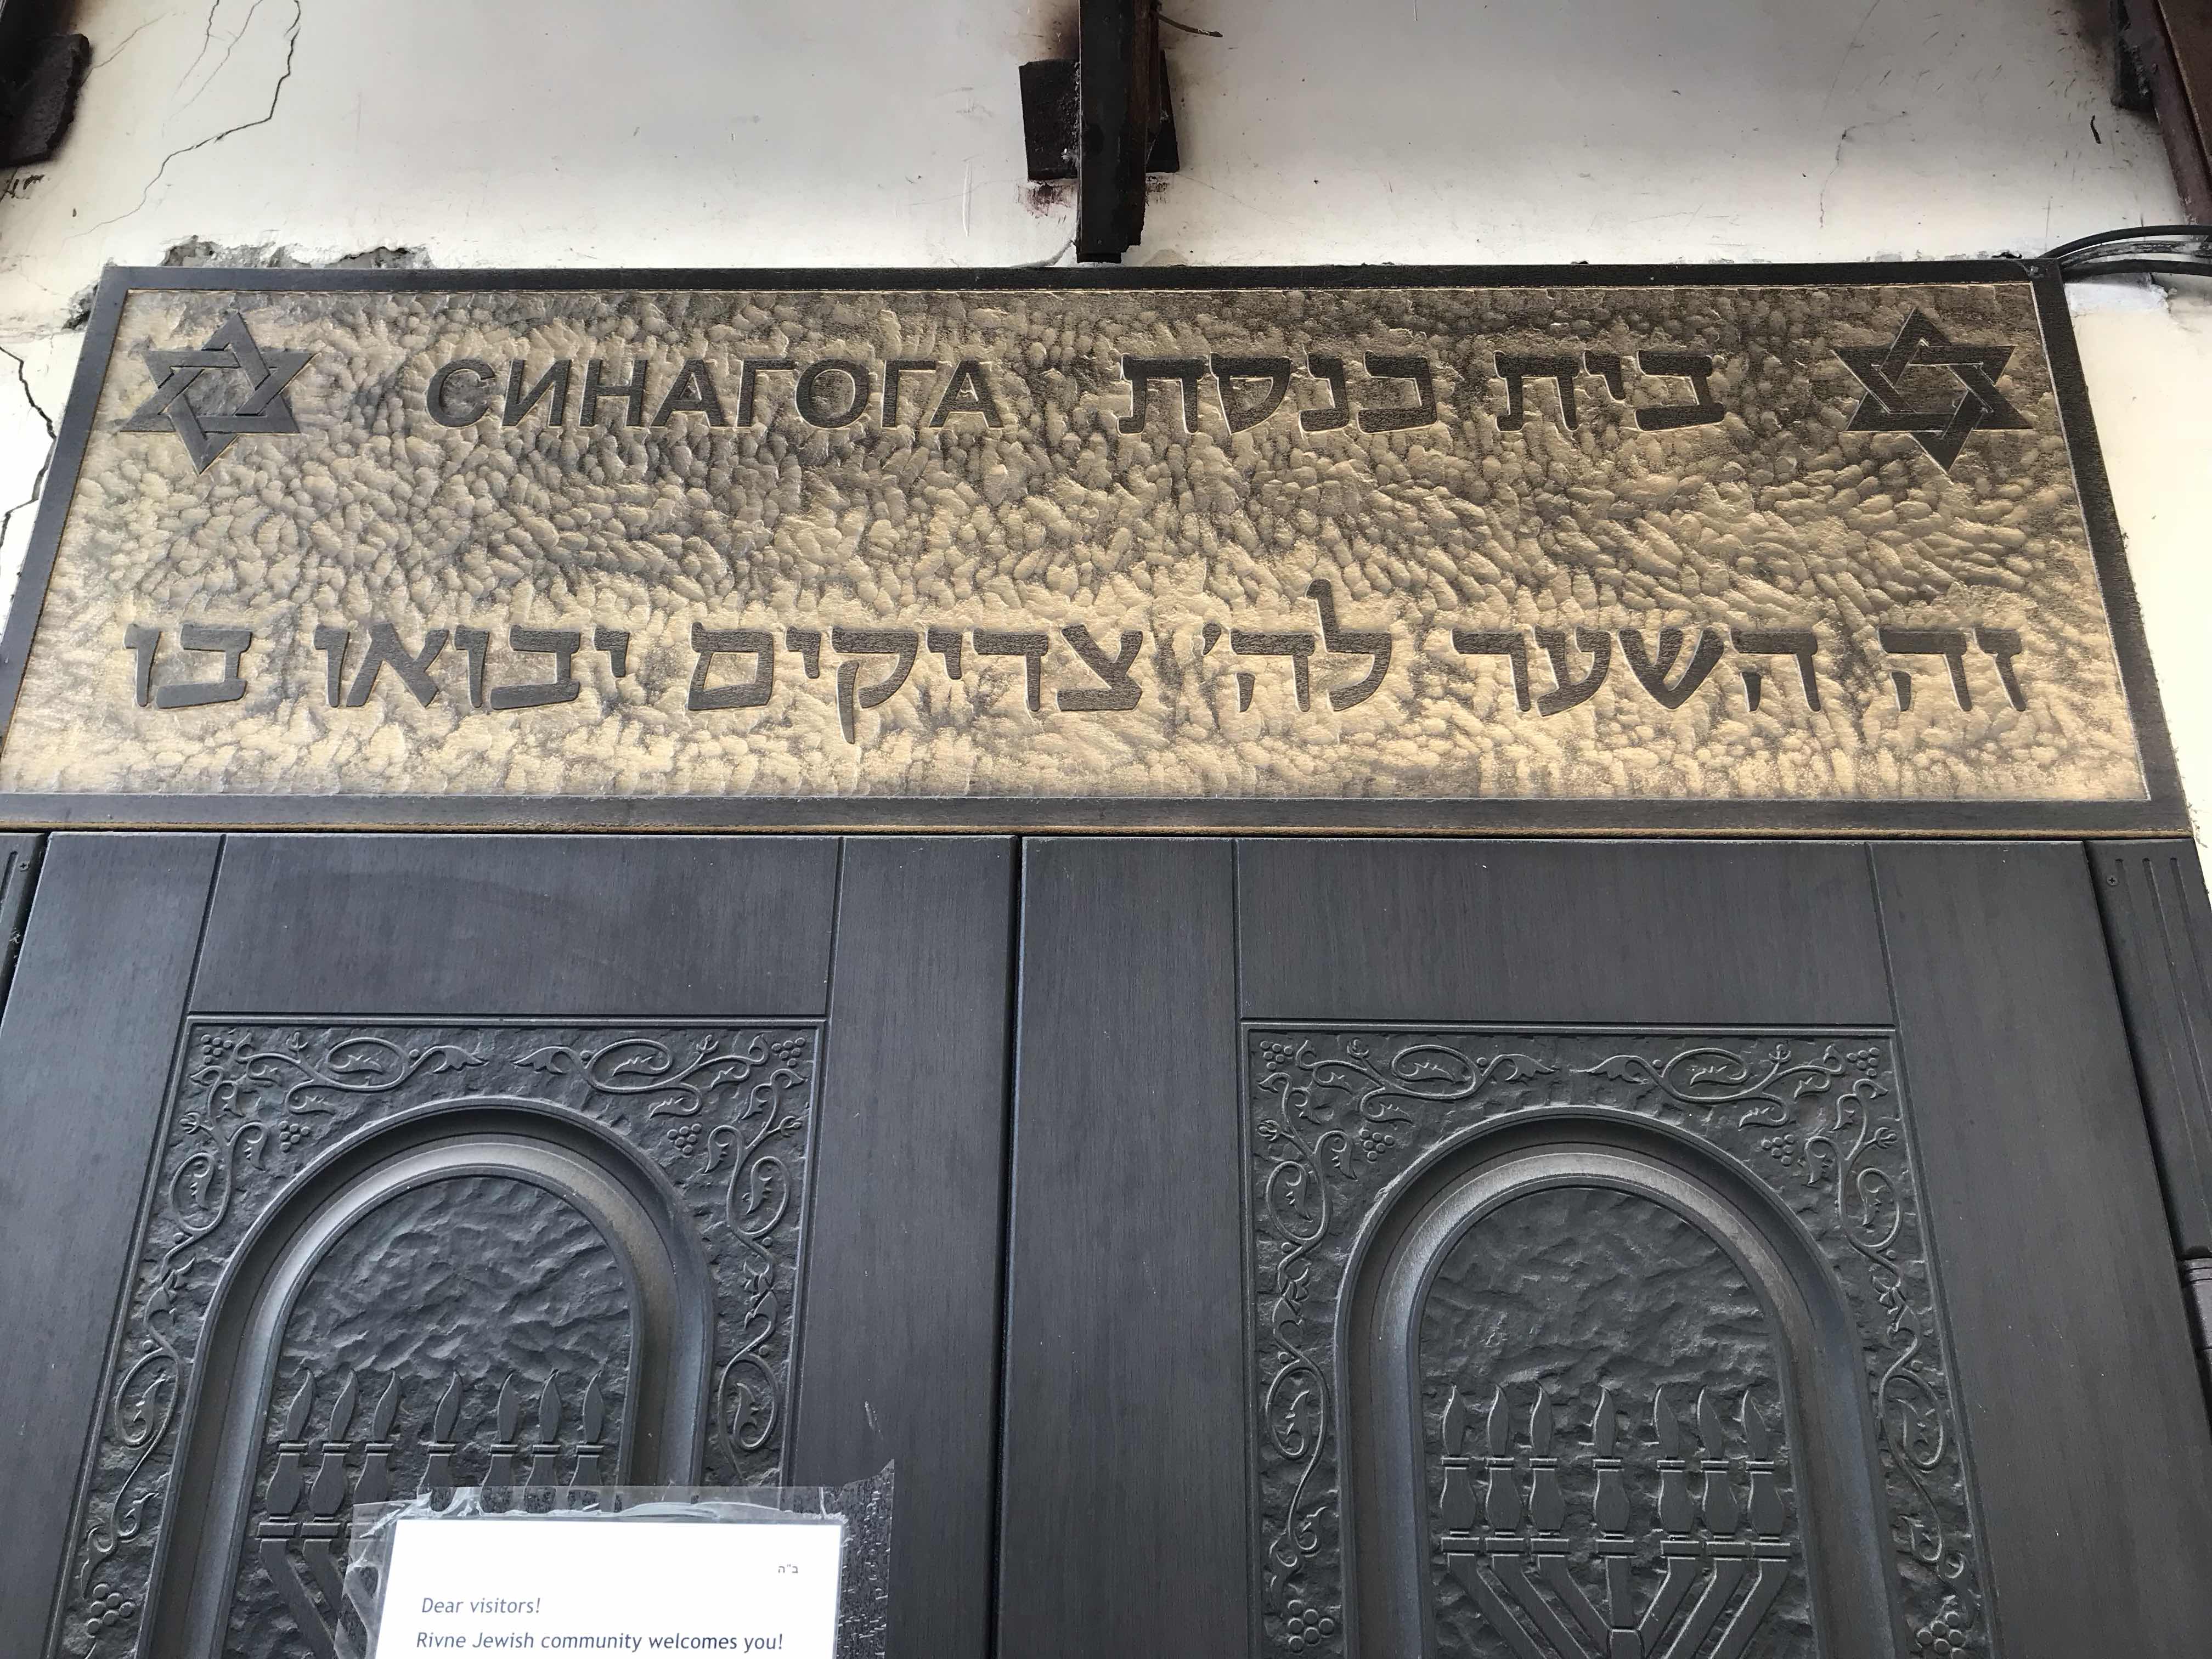 СИНАГОГА בית כנסת
זה השער לה' צדיקים יבואו בו
ב"ה
Dear visitors!
Rivne Jewish community welcomes you!